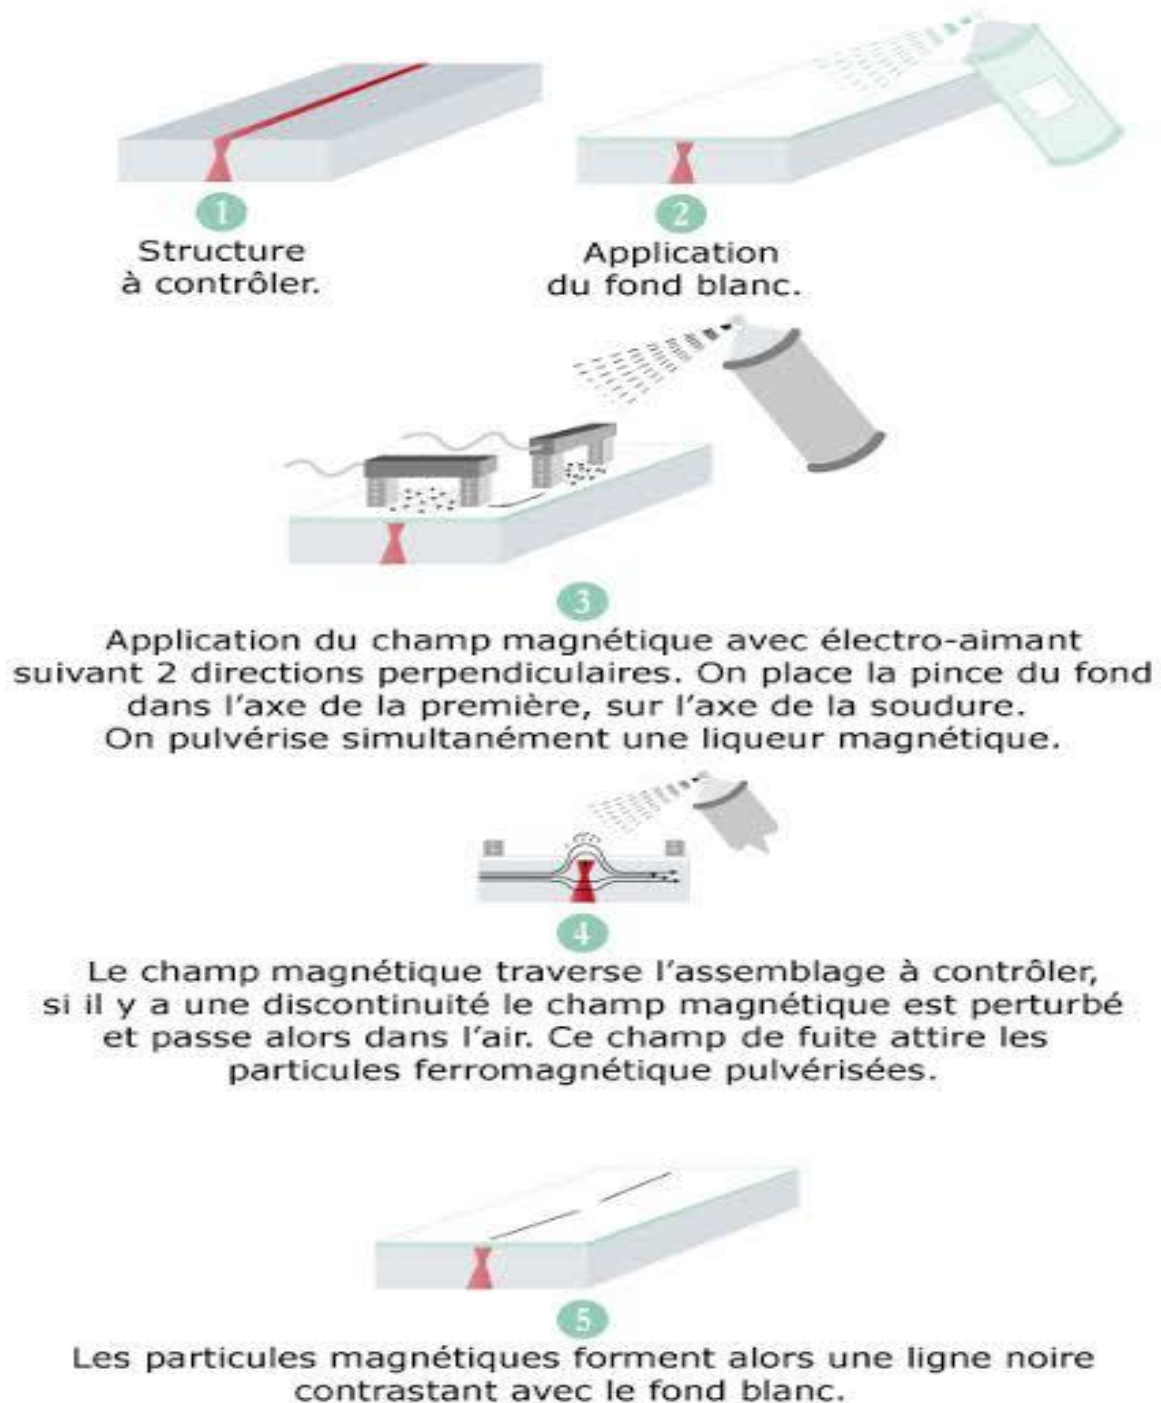 1
Structure
à contrôler.
2
Application
du fond blanc.
3
Application du champ magnétique avec électro-aimant
suivant 2 directions perpendiculaires. On place la pince du fond
dans l'axe de la première, sur l'axe de la soudure.
On pulvérise simultanément une liqueur magnétique.
4
Le champ magnétique traverse l'assemblage à contrôler,
si il y a une discontinuité le champ magnétique est perturbé
et passe alors dans l'air. Ce champ de fuite attire les
particules ferromagnétique pulvérisées.
5
Les particules magnétiques forment alors une ligne noire
contrastant avec le fond blanc.